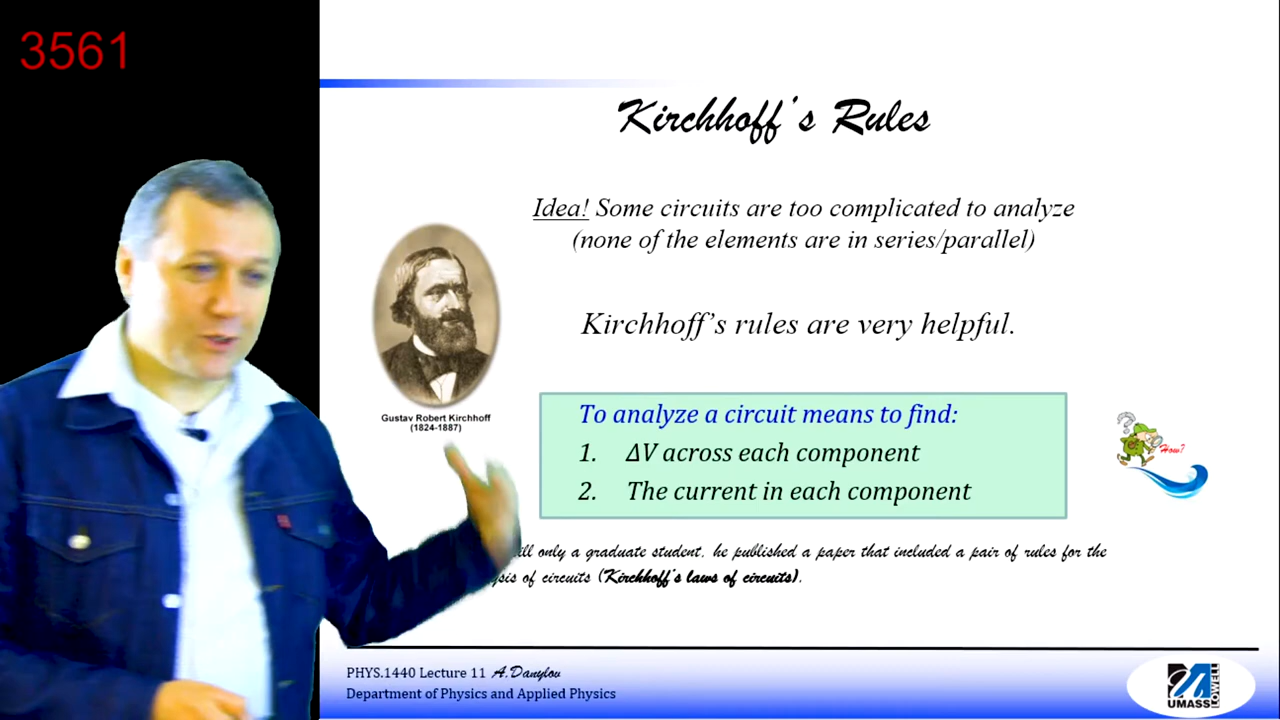 3561
Kirchhoff's Rules
Idea! Some circuits are too complicated to analyze
(none of the elements are in series/parallel)
Kirchhoff's rules are very helpful.
Gustav Robert Kirchhoff
(1824-1887)
To analyze a circuit means to find:
1. ΔV across each component
2. The current in each component
???
How?
only a graduate student, he published a paper that included a pair of rules for the
of circuits (Kirchhoff's laws of circuits).
PHYS.1440 Lecture 11 A.Danylov
Department of Physics and Applied Physics
UMASS
LOWELL